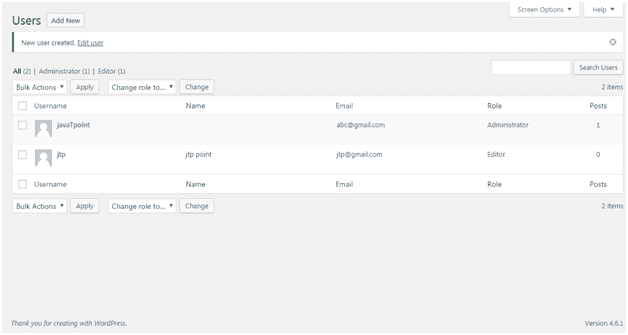 Screen Options ▼ Help ▼
Users Add New
New user created. Edit user
All (2) | Administrator (1) | Editor (1)
Search Users
Bulk Actions ▼ Apply Change role to... ▼ Change 2 items
Username Name Email Role Posts
javaTpoint abc@gmail.com Administrator 1
jtp jtp point jtp@gmail.com Editor 0
Username Name Email Role Posts
Bulk Actions ▼ Apply Change role to... ▼ Change 2 items
Thank you for creating with WordPress. Version 4.6.1